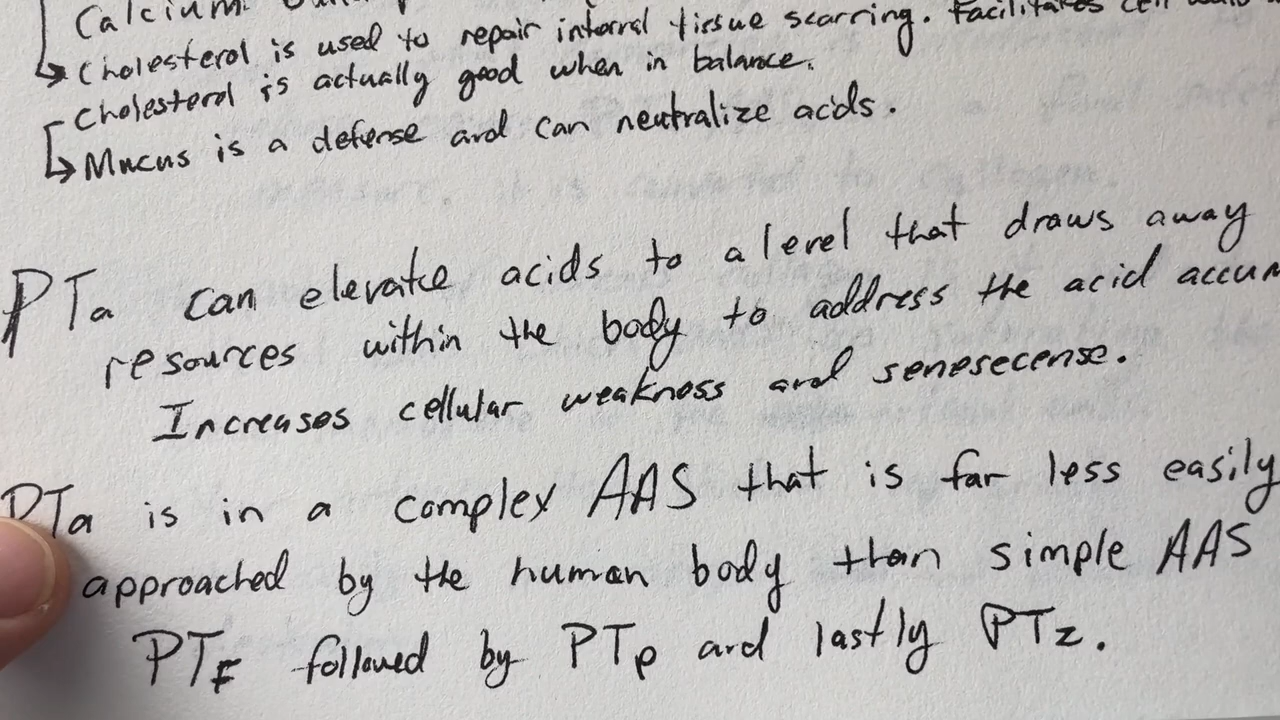 Calcium
Cholesterol is used to repair internal tissue scarring. Facilitates cell
Cholesterol is actually good when in balance.
Mucus is a defense and can neutralize acids.
PTa can elevate acids to a level that draws away
resources within the body to address the acid accum
Increases cellular weakness and senesecense.
PTa is in a complex AAS that is far less easily
approached by the human body than simple AAS
PTF followed by PTp and lastly PTz.